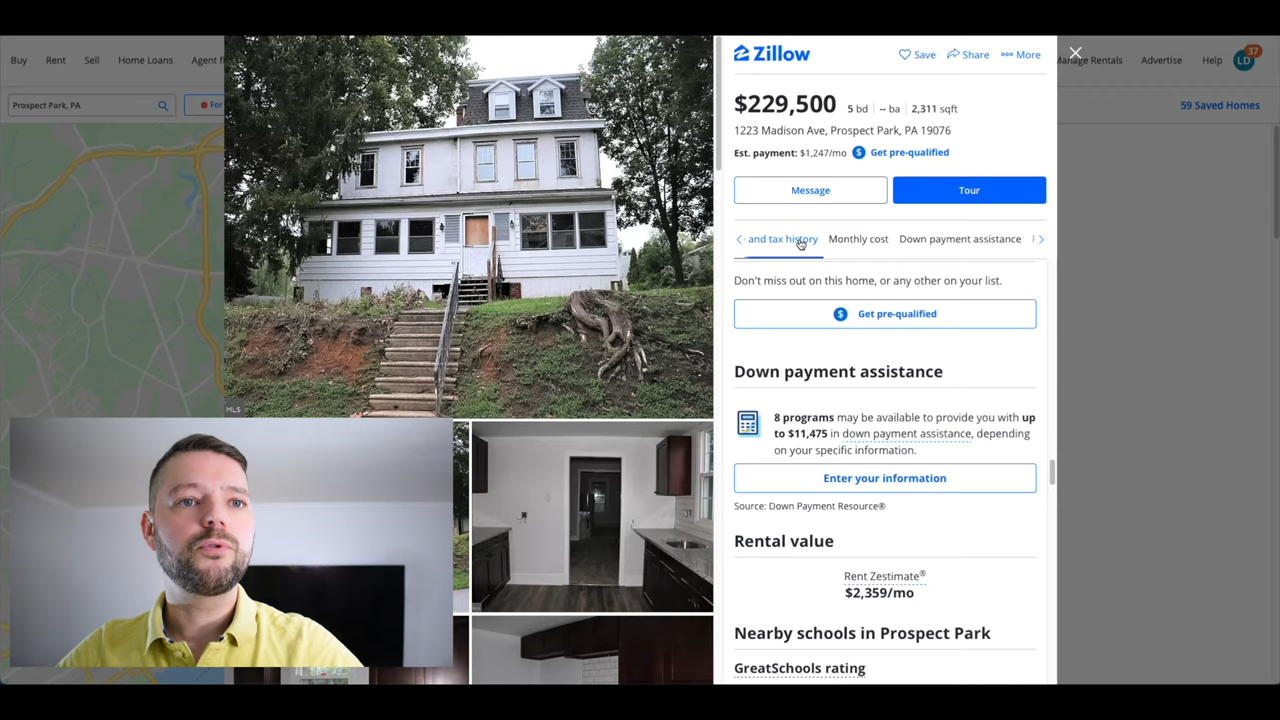 Buy
Rent
Sell
Home Loans
Agent f
Manage Rentals
Advertise
Help
37
LD
Prospect Park, PA
For
59 Saved Homes
MLS
Zillow
Save
Share
More
$229,500
5 bd
-- ba
2,311 sqft
1223 Madison Ave, Prospect Park, PA 19076
Est. payment: $1,247/mo
$ Get pre-qualified
Message
Tour
and tax history
Monthly cost
Down payment assistance
Don't miss out on this home, or any other on your list.
$ Get pre-qualified
Down payment assistance
8 programs may be available to provide you with up
to $11,475 in down payment assistance, depending
on your specific information.
Enter your information
Source: Down Payment Resource®
Rental value
Rent Zestimate®
$2,359/mo
Nearby schools in Prospect Park
GreatSchools rating